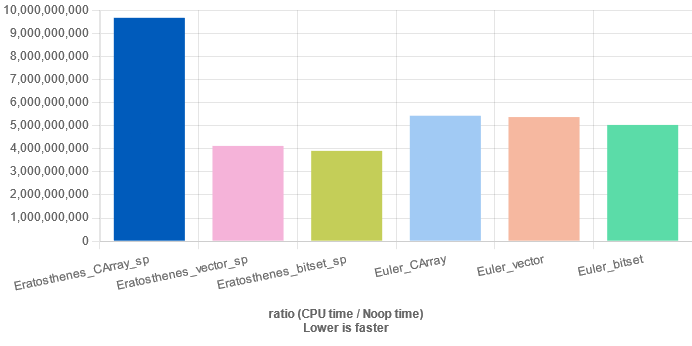 10,000,000,000
9,000,000,000
8,000,000,000
7,000,000,000
6,000,000,000
5,000,000,000
4,000,000,000
3,000,000,000
2,000,000,000
1,000,000,000
0
Eratosthenes_CArray_sp
Eratosthenes_vector_sp
Eratosthenes_bitset_sp
Euler_CArray
Euler_vector
Euler_bitset
ratio (CPU time / Noop time)
Lower is faster